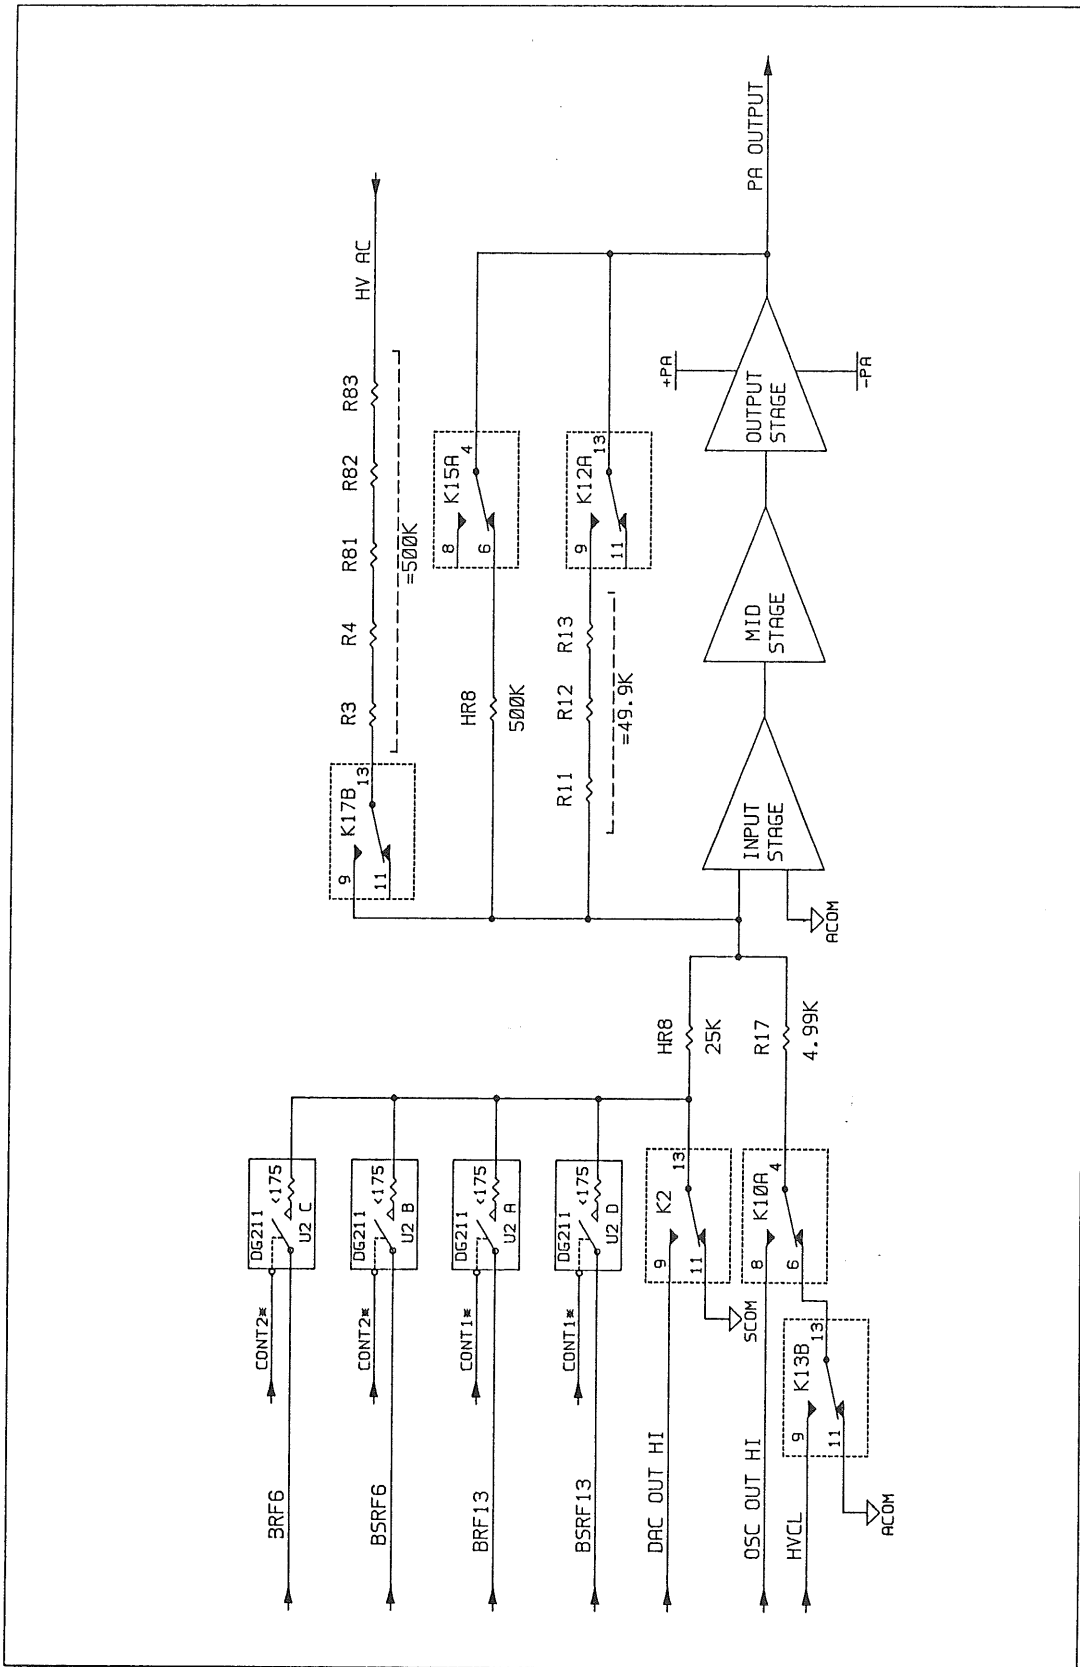 BRF6
CONT2*
DG211
<175
U2 C
BSRF6
CONT2*
DG211
<175
U2 B
BRF13
CONT1*
DG211
<175
U2 A
BSRF13
CONT1*
DG211
<175
U2 D
DAC OUT HI
9
K2
13
11
SCOM
OSC OUT HI
8
K10A
4
6
HVCL
9
K13B
13
11
ACOM
HR8
25K
R17
4.99K
9
K17B
13
11
R3
R4
R81
R82
R83
HV AC
=500K
HR8
500K
8
K15A
4
6
R11
R12
R13
=49.9K
9
K12A
13
11
INPUT
STAGE
ACOM
MID
STAGE
OUTPUT
STAGE
+PA
-PA
PA OUTPUT